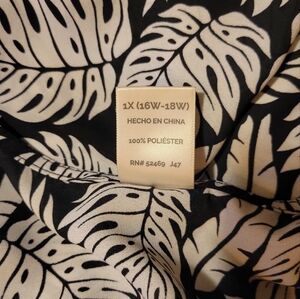 1X (16W-18W)
HECHO EN CHINA
100% POLIÉSTER
RN# 52469 J47